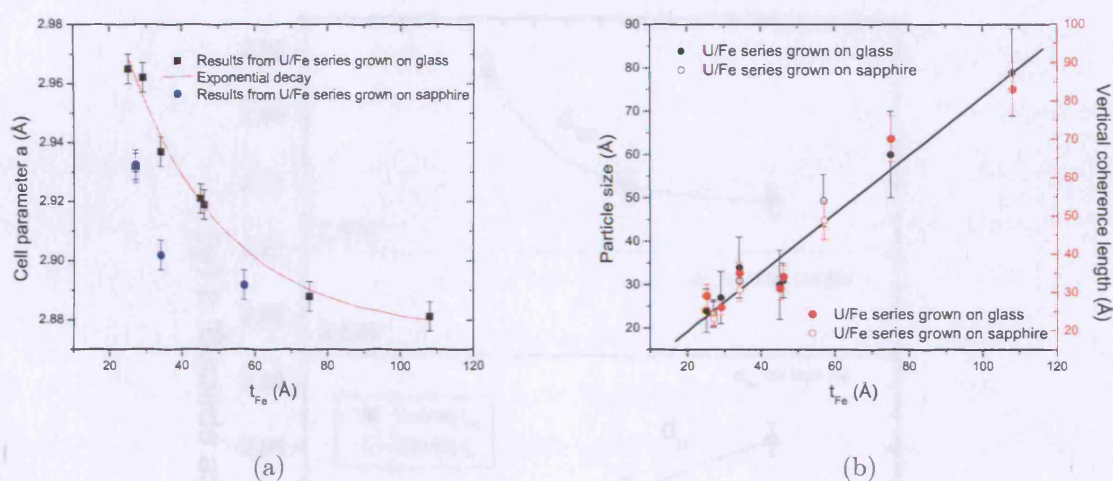 2.98
2.96
2.94
2.92
2.90
2.88
Cell parameter a (Å)
Results from U/Fe series grown on glass
Exponential decay
Results from U/Fe series grown on sapphire
0 20 40 60 80 100 120
t_Fe (Å)
(a)
90
80
70
60
50
40
30
20
Particle size (Å)
U/Fe series grown on glass
U/Fe series grown on sapphire
U/Fe series grown on glass
U/Fe series grown on sapphire
100
90
80
70
60
50
40
30
20
Vertical coherence length (Å)
20 40 60 80 100 120
t_Fe (Å)
(b)